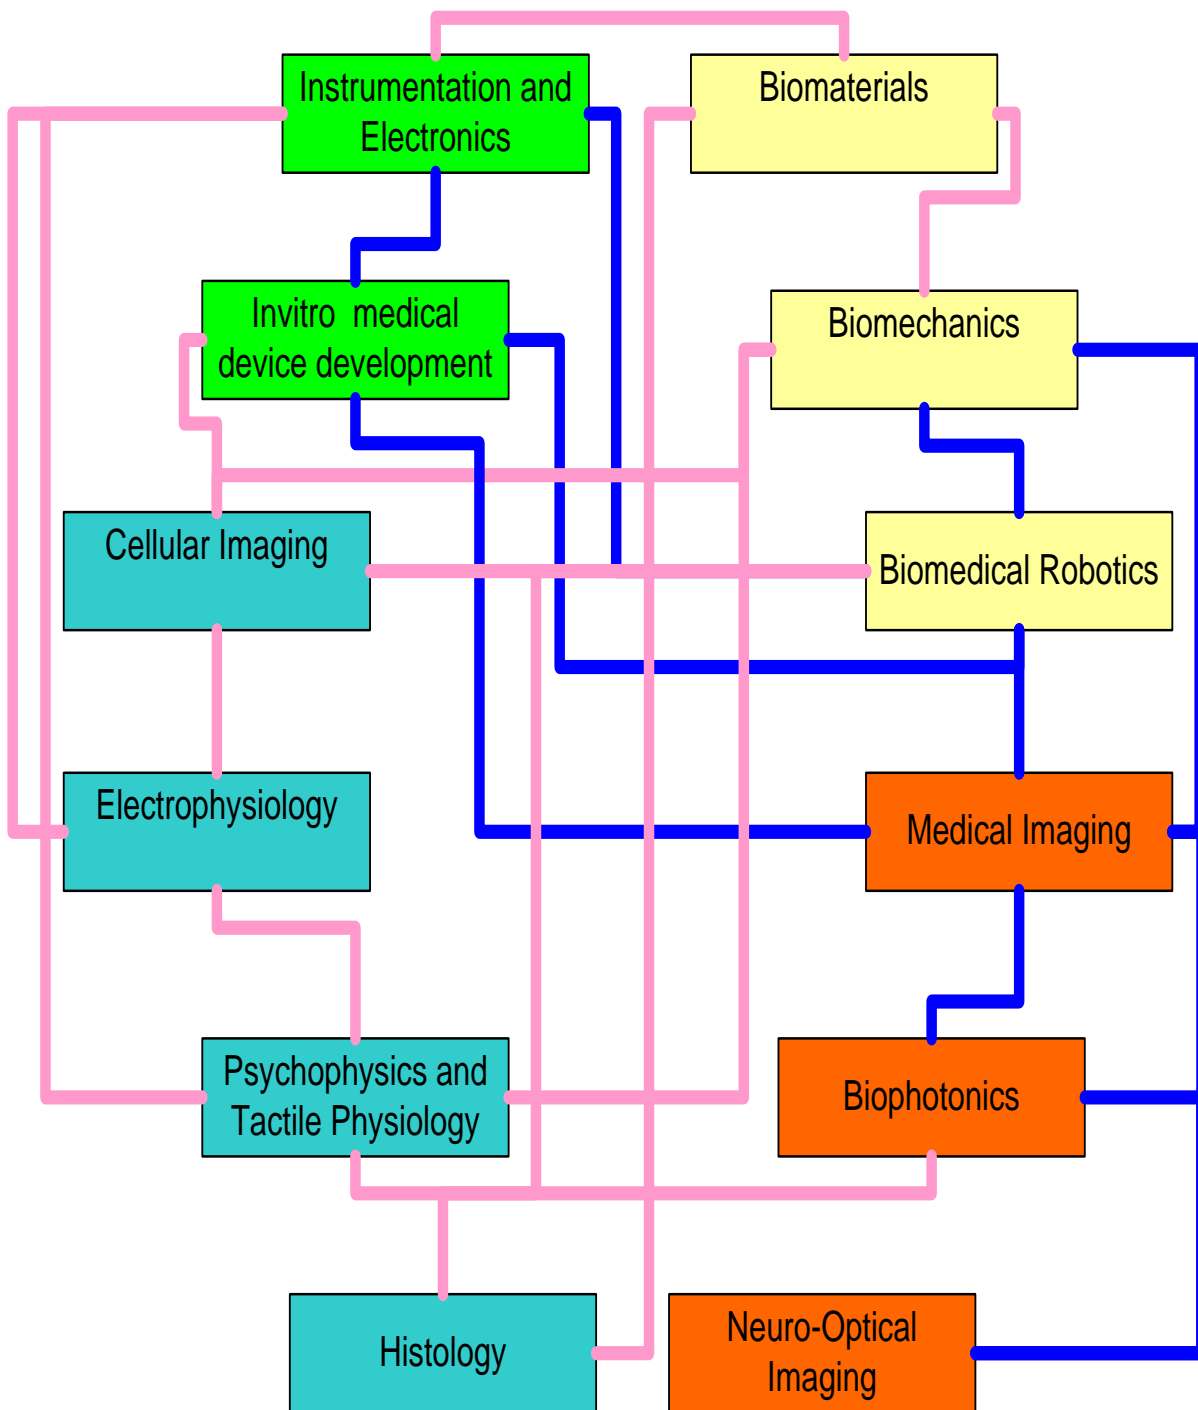 Instrumentation and
Electronics
Biomaterials
Invitro  medical
device development
Biomechanics
Cellular Imaging
Biomedical Robotics
Electrophysiology
Medical Imaging
Psychophysics and
Tactile Physiology
Biophotonics
Histology
Neuro-Optical
Imaging